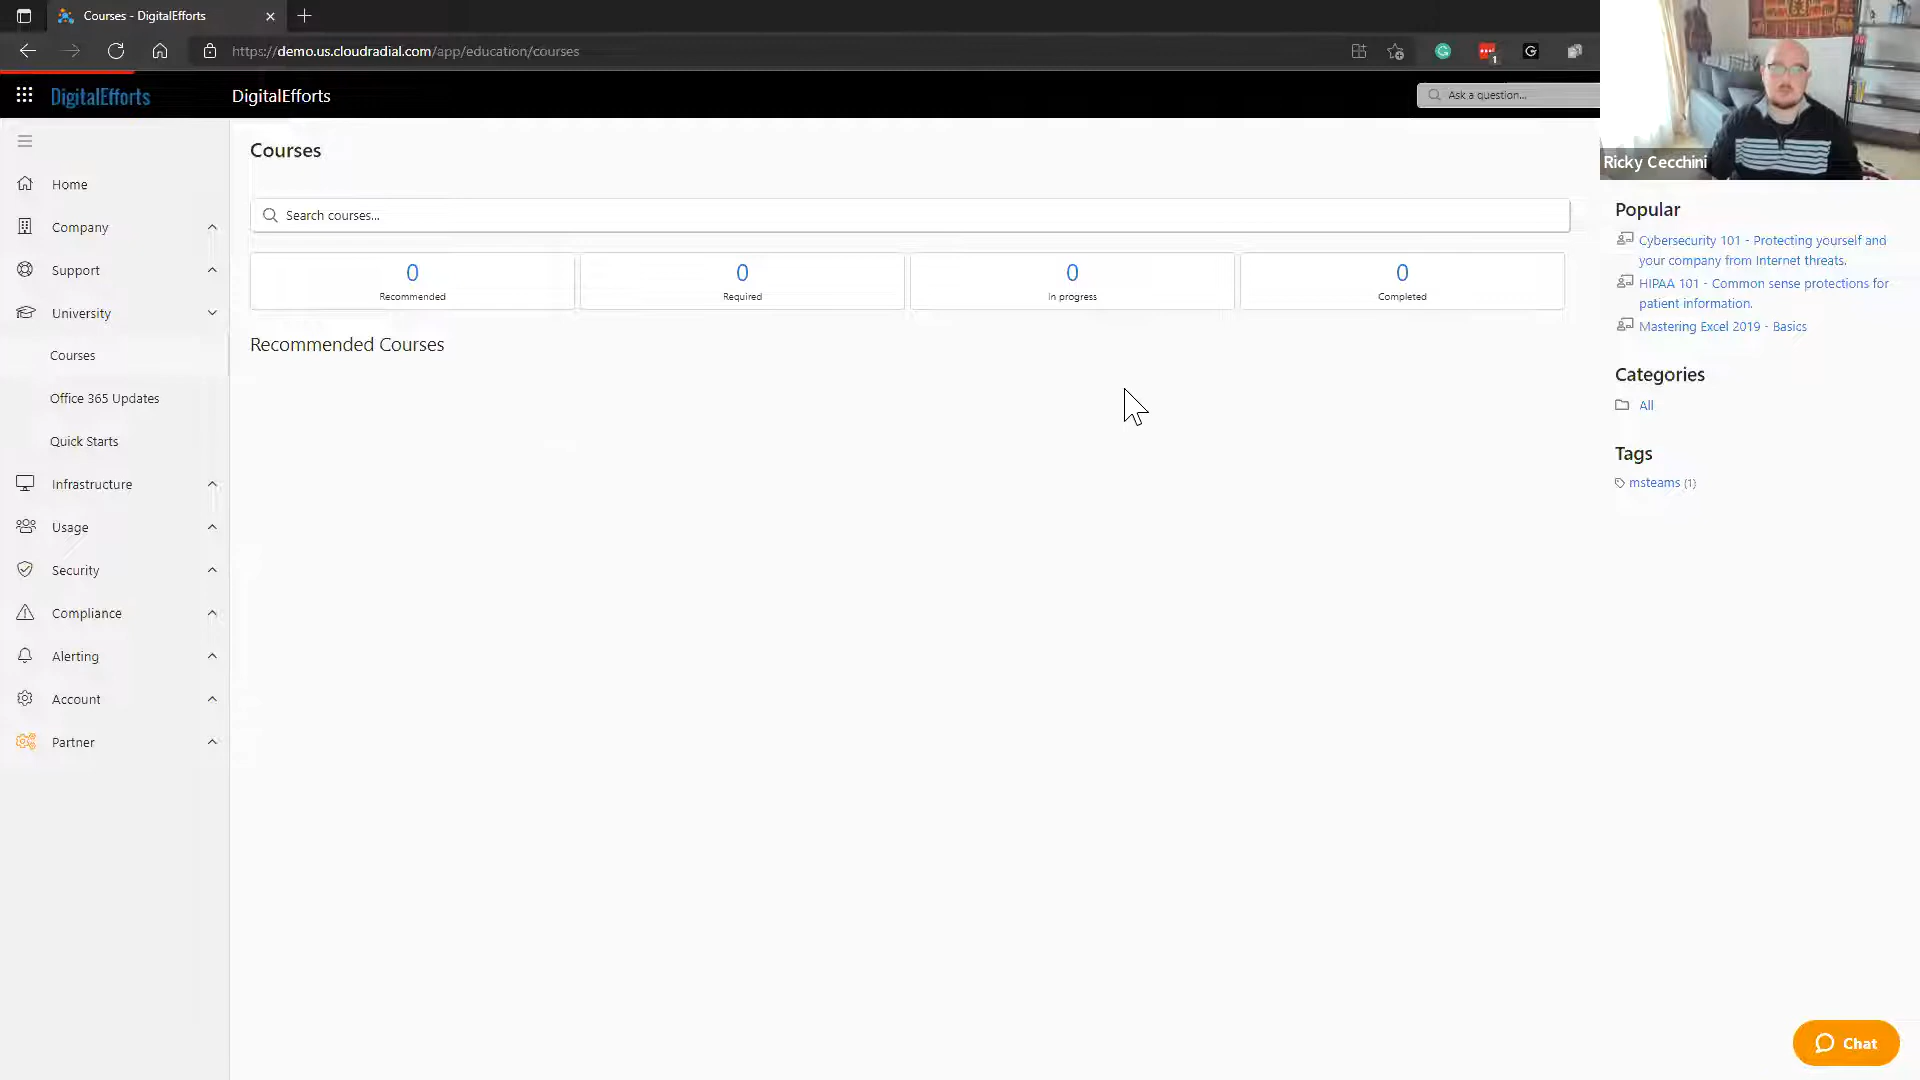 Courses - DigitalEfforts
https://demo.us.cloudradial.com/app/education/courses
1
DigitalEfforts
DigitalEfforts
Ask a question...
Ricky Cecchini
Home
Company
Support
University
Courses
Office 365 Updates
Quick Starts
Infrastructure
Usage
Security
Compliance
Alerting
Account
Partner
Courses
Search courses...
0
Recommended
0
Required
0
In progress
0
Completed
Recommended Courses
Popular
Cybersecurity 101 - Protecting yourself and
your company from Internet threats.
HIPAA 101 - Common sense protections for
patient information.
Mastering Excel 2019 - Basics
Categories
All
Tags
msteams (1)
Chat